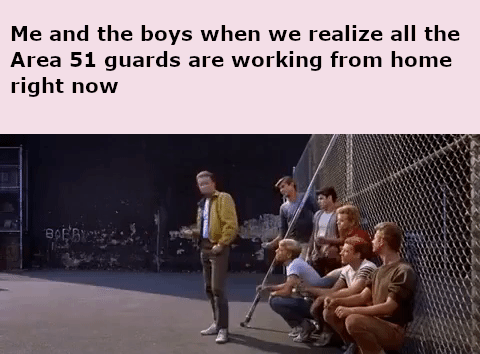 Me and the boys when we realize all the
Area 51 guards are working from home
right now